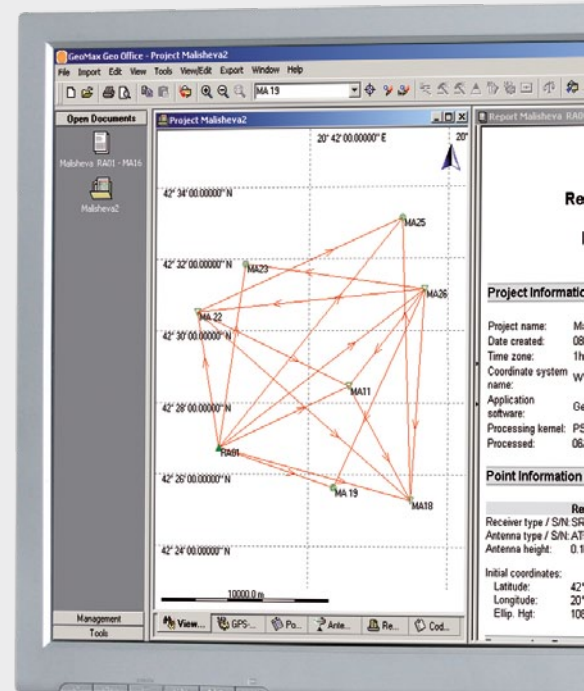 GeoMax Geo Office - Project Malisheva2
File Import Edit View Tools View/Edit Export Window Help
MA 19
Open Documents
Malisheva RA01 - MA16
Malisheva2
Project Malisheva2
20° 42' 00.00000" E
20°
42° 34' 00.00000" N
MA25
42° 32' 00.00000" N
MA23
MA26
MA 22
42° 30' 00.00000" N
MA11
42° 28' 00.00000" N
RA01
42° 26' 00.00000" N
MA 19
MA18
42° 24' 00.00000" N
10000.0 m
View...
GPS-...
Po...
Ante...
Re...
Cod...
Management
Tools
Report Malisheva RA0
Re
Project Informatio
Project name: Ma
Date created: 08
Time zone: 1h
Coordinate system name: W
Application software: Ge
Processing kernel: PS
Processed: 08
Point Information
Re
Receiver type / S/N: SR
Antenna type / S/N: AT
Antenna height: 0.1
Initial coordinates:
Latitude: 42°
Longitude: 20°
Ellip. Hgt: 108